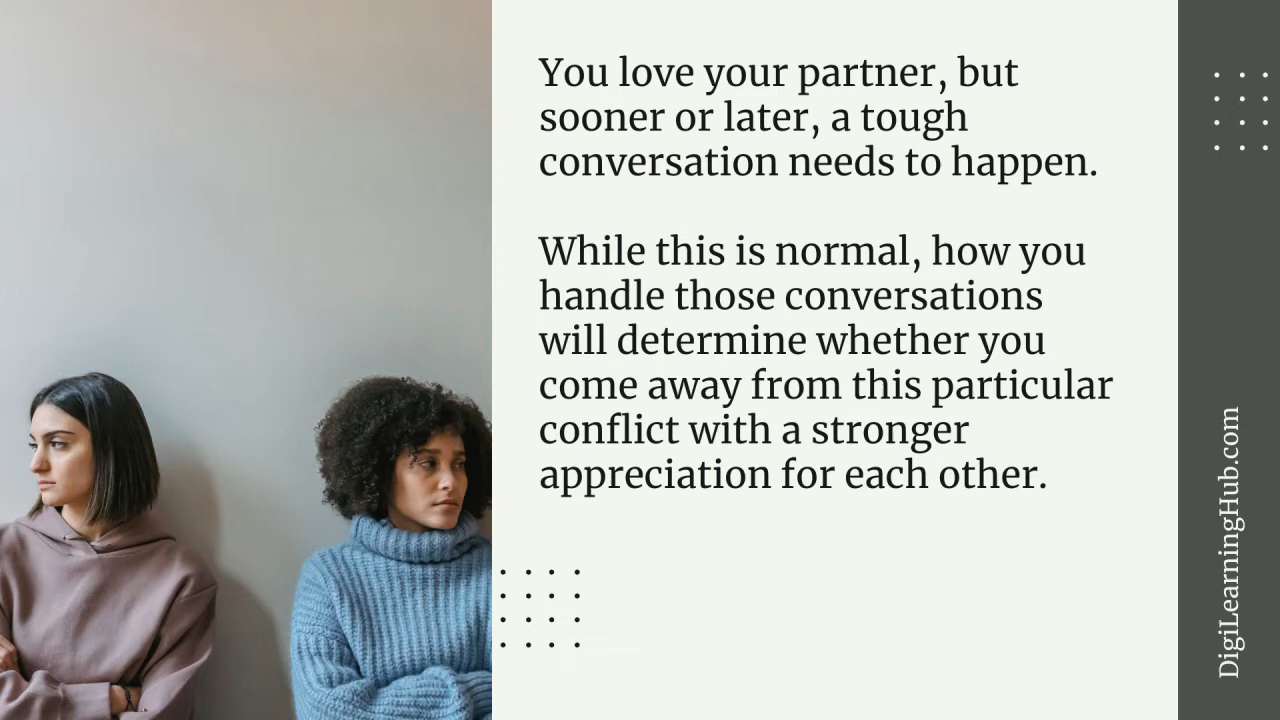 You love your partner, but
sooner or later, a tough
conversation needs to happen.
While this is normal, how you
handle those conversations
will determine whether you
come away from this particular
conflict with a stronger
appreciation for each other.
DigiLearningHub.com